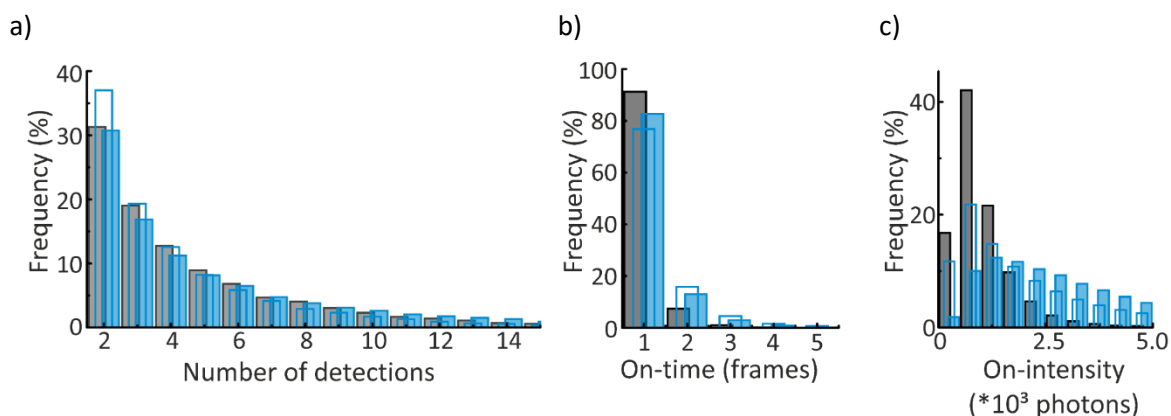 a)
Frequency (%)
40
30
20
10
0
2 4 6 8 10 12 14
Number of detections
b)
Frequency (%)
100
80
60
40
20
0
1 2 3 4 5
On-time (frames)
c)
Frequency (%)
40
20
0
0 2.5 5.0
On-intensity
(*10³ photons)